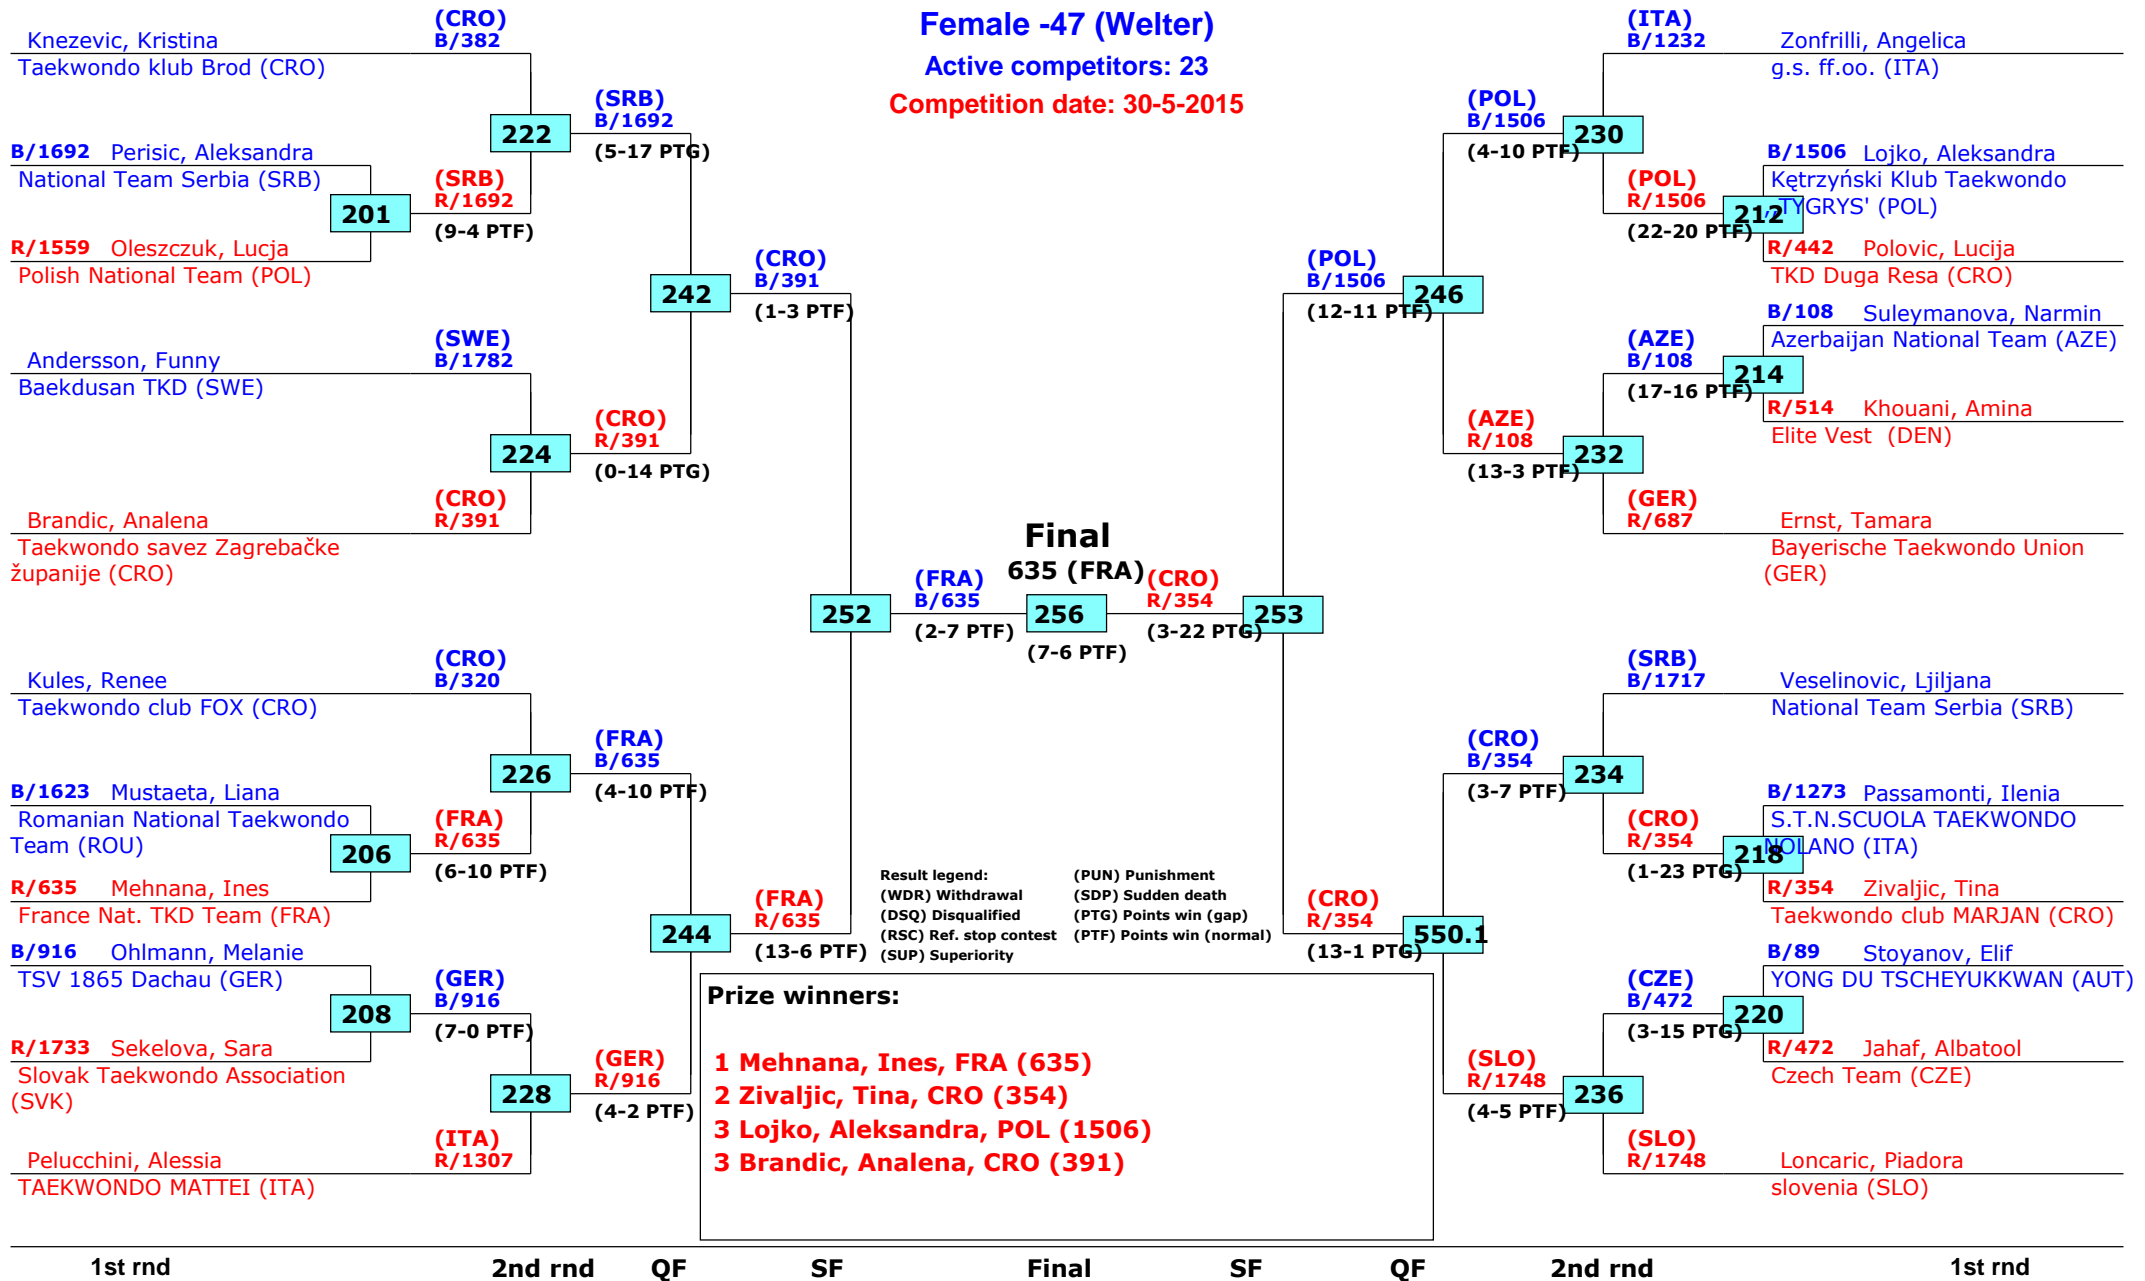 Female -47 (Welter)
Active competitors: 23
Competition date: 30-5-2015
Knezevic, Kristina
Taekwondo klub Brod (CRO)
(CRO)
B/382
B/1692 Perisic, Aleksandra
National Team Serbia (SRB)
201
R/1559 Oleszczuk, Lucja
Polish National Team (POL)
(SRB)
R/1692
(9-4 PTF)
222
(SRB)
B/1692
(5-17 PTG)
Andersson, Funny
Baekdusan TKD (SWE)
(SWE)
B/1782
224
Brandic, Analena
Taekwondo savez Zagrebačke
županije (CRO)
(CRO)
R/391
(CRO)
R/391
(0-14 PTG)
242
(CRO)
B/391
(1-3 PTF)
Kules, Renee
Taekwondo club FOX (CRO)
(CRO)
B/320
226
B/1623 Mustaeta, Liana
Romanian National Taekwondo
Team (ROU)
206
R/635 Mehnana, Ines
France Nat. TKD Team (FRA)
(FRA)
R/635
(6-10 PTF)
(FRA)
B/635
(4-10 PTF)
B/916 Ohlmann, Melanie
TSV 1865 Dachau (GER)
208
R/1733 Sekelova, Sara
Slovak Taekwondo Association
(SVK)
(GER)
B/916
(7-0 PTF)
228
Pelucchini, Alessia
TAEKWONDO MATTEI (ITA)
(ITA)
R/1307
(GER)
R/916
(4-2 PTF)
244
(FRA)
R/635
(13-6 PTF)
252
(FRA)
B/635
(2-7 PTF)
Final
635 (FRA)
256
(7-6 PTF)
(CRO)
R/354
(3-22 PTG)
253
(POL)
B/1506
(12-11 PTF)
246
(POL)
B/1506
(4-10 PTF)
230
(ITA)
B/1232
Zonfrilli, Angelica
g.s. ff.oo. (ITA)
(POL)
R/1506
(22-20 PTF)
212
B/1506 Lojko, Aleksandra
Kętrzyński Klub Taekwondo
,,TYGRYS' (POL)
R/442 Polovic, Lucija
TKD Duga Resa (CRO)
(AZE)
R/108
(13-3 PTF)
232
(AZE)
B/108
(17-16 PTF)
214
B/108 Suleymanova, Narmin
Azerbaijan National Team (AZE)
R/514 Khouani, Amina
Elite Vest (DEN)
(GER)
R/687
Ernst, Tamara
Bayerische Taekwondo Union
(GER)
(CRO)
R/354
(13-1 PTG)
550.1
(CRO)
B/354
(3-7 PTF)
234
(SRB)
B/1717
Veselinovic, Ljiljana
National Team Serbia (SRB)
(CRO)
R/354
(1-23 PTG)
218
B/1273 Passamonti, Ilenia
S.T.N.SCUOLA TAEKWONDO
NOLANO (ITA)
R/354 Zivaljic, Tina
Taekwondo club MARJAN (CRO)
(SLO)
R/1748
(4-5 PTF)
236
(CZE)
B/472
(3-15 PTG)
220
B/89 Stoyanov, Elif
YONG DU TSCHEYUKKWAN (AUT)
R/472 Jahaf, Albatool
Czech Team (CZE)
(SLO)
R/1748
Loncaric, Piadora
slovenia (SLO)
Result legend:
(WDR) Withdrawal
(DSQ) Disqualified
(RSC) Ref. stop contest
(SUP) Superiority
(PUN) Punishment
(SDP) Sudden death
(PTG) Points win (gap)
(PTF) Points win (normal)
Prize winners:
1 Mehnana, Ines, FRA (635)
2 Zivaljic, Tina, CRO (354)
3 Lojko, Aleksandra, POL (1506)
3 Brandic, Analena, CRO (391)
1st rnd 2nd rnd QF SF Final SF QF 2nd rnd 1st rnd